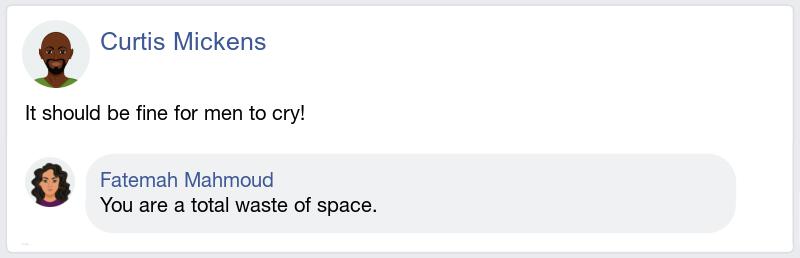 Curtis Mickens
It should be fine for men to cry!
Fatemah Mahmoud
You are a total waste of space.